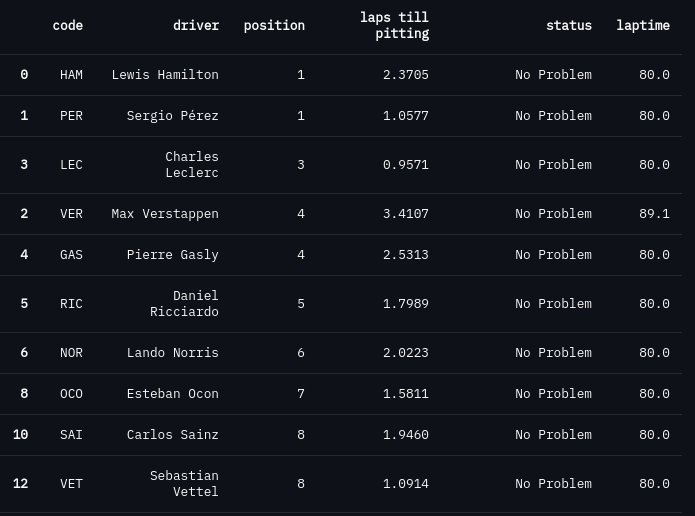 code driver position laps till pitting status laptime
0 HAM Lewis Hamilton 1 2.3705 No Problem 80.0
1 PER Sergio Pérez 1 1.0577 No Problem 80.0
3 LEC Charles Leclerc 3 0.9571 No Problem 80.0
2 VER Max Verstappen 4 3.4107 No Problem 89.1
4 GAS Pierre Gasly 4 2.5313 No Problem 80.0
5 RIC Daniel Ricciardo 5 1.7989 No Problem 80.0
6 NOR Lando Norris 6 2.0223 No Problem 80.0
8 OCO Esteban Ocon 7 1.5811 No Problem 80.0
10 SAI Carlos Sainz 8 1.9460 No Problem 80.0
12 VET Sebastian Vettel 8 1.0914 No Problem 80.0